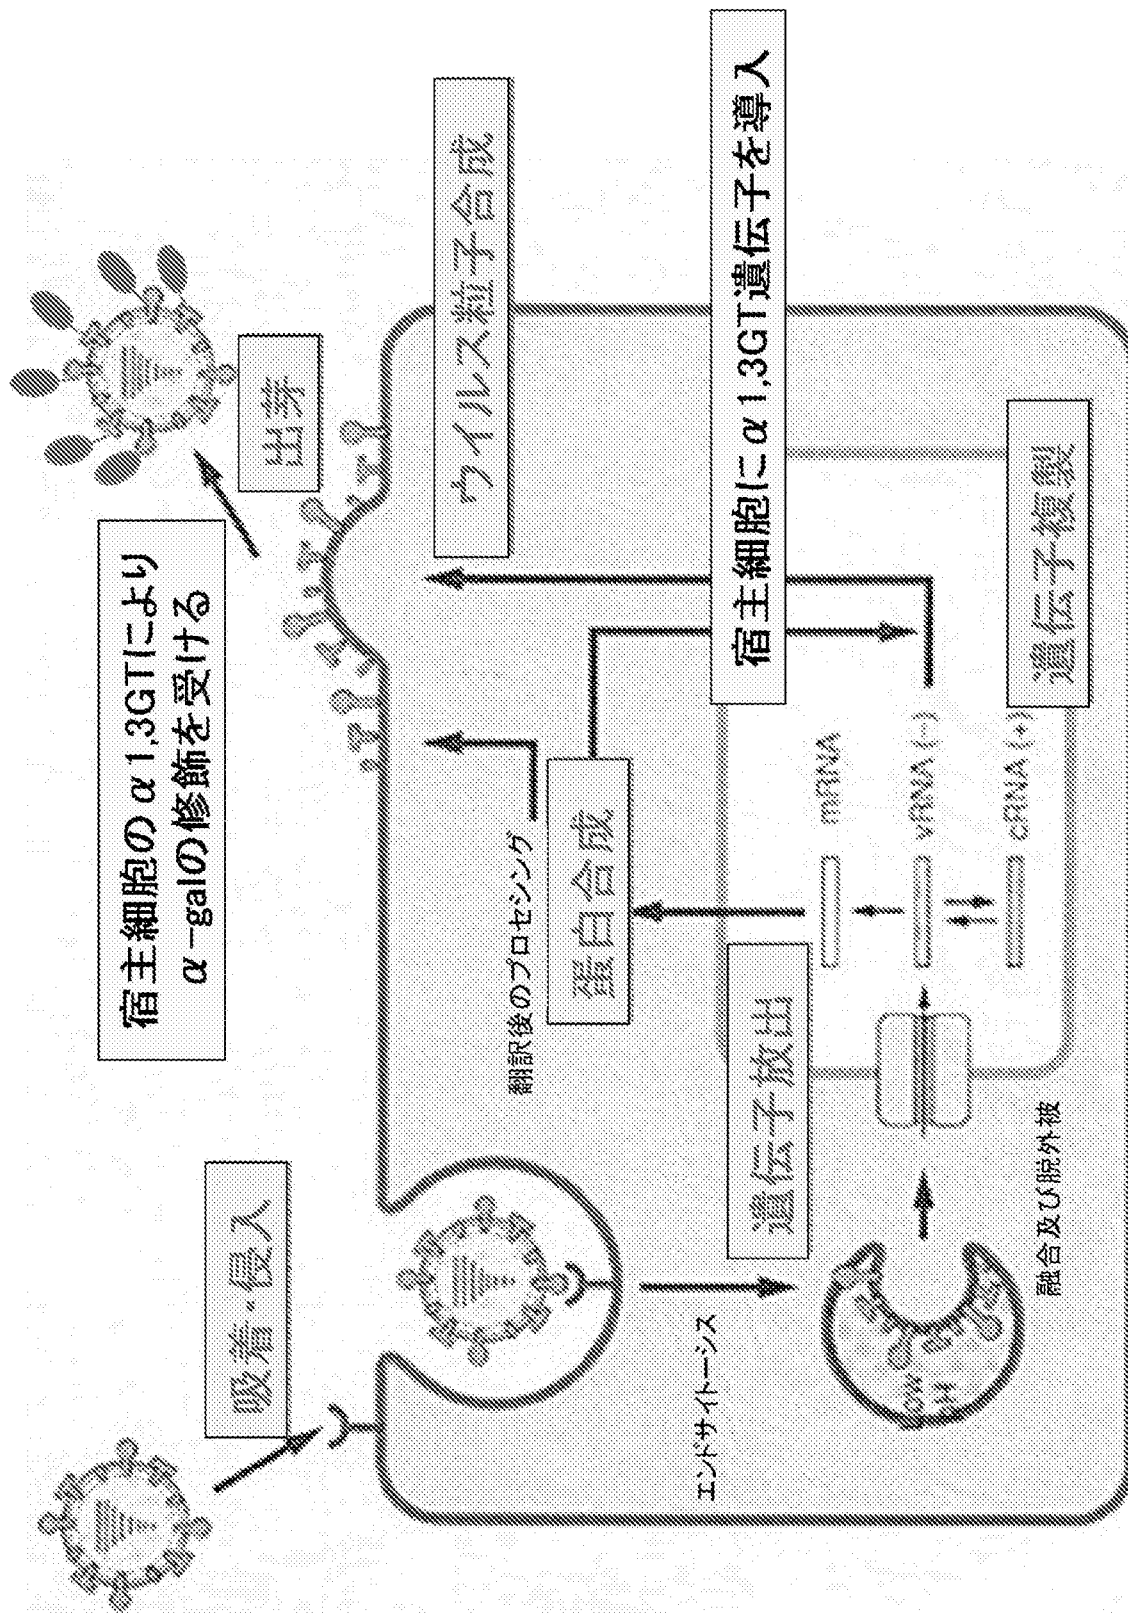 吸着・侵入
宿主細胞のα1,3GTにより
α-galの修飾を受ける
出芽
ウイルス粒子合成
翻訳後のプロセシング
蛋白合成
エンドサイトーシス
宿主細胞にα1,3GT遺伝子を導入
遺伝子放出
mRNA
vRNA (-)
cRNA (+)
Low
pH
融合及び脱外被
遺伝子複製